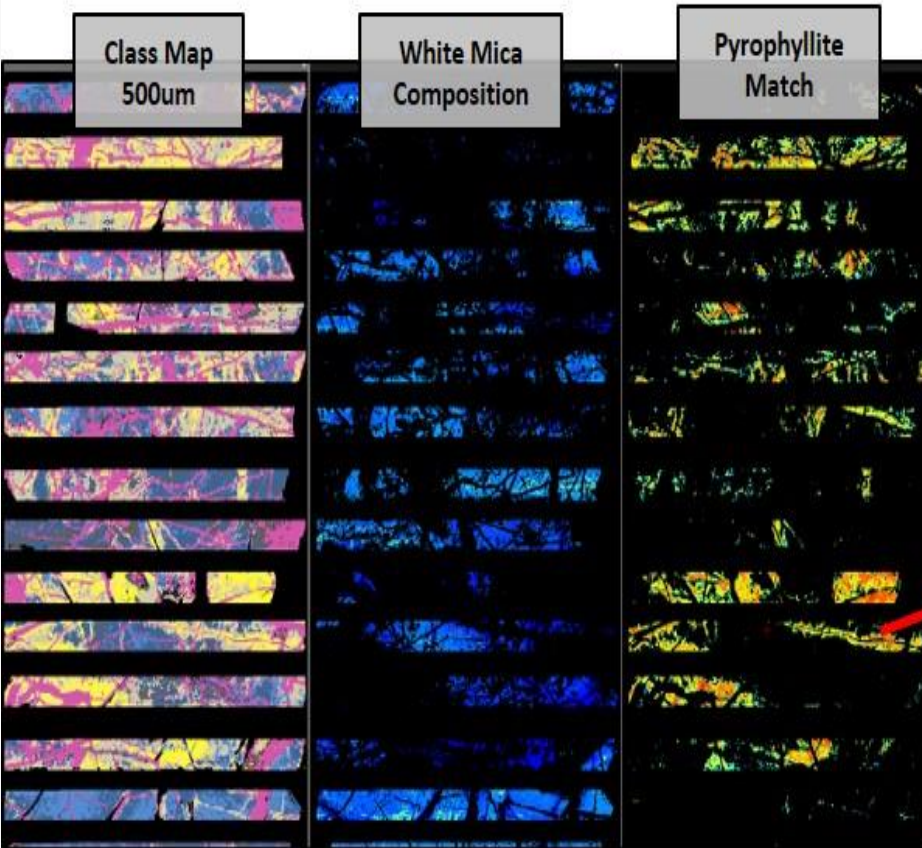 Class Map
500um
White Mica
Composition
Pyrophyllite
Match